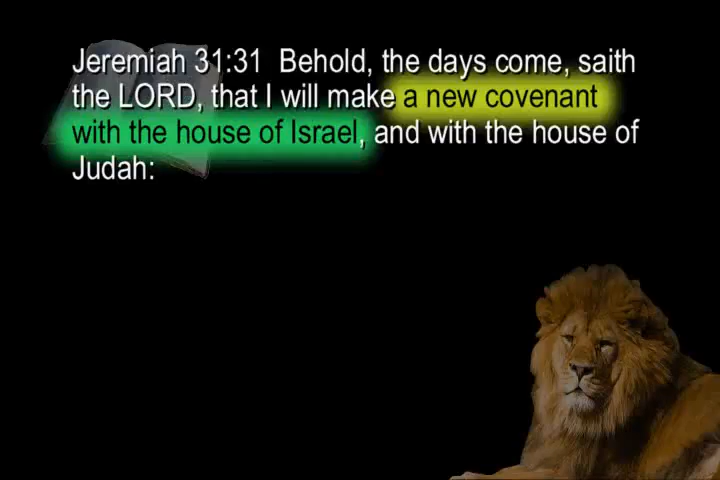 Jeremiah 31:31  Behold, the days come, saith
the LORD, that I will make a new covenant
with the house of Israel, and with the house of
Judah: